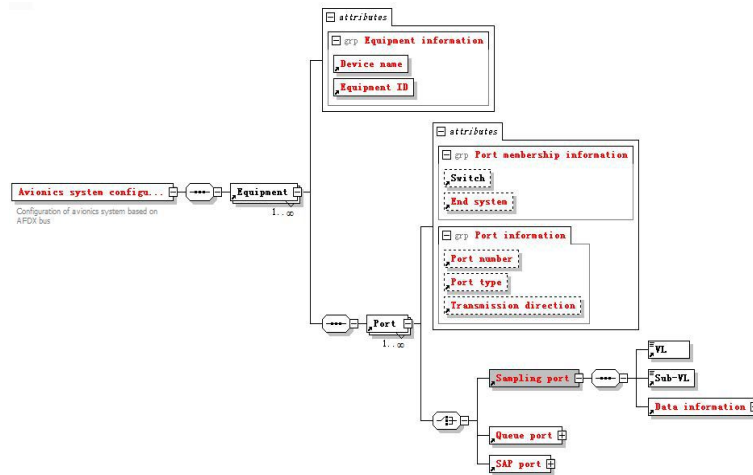 attributes
grp Equipment information
Device name
Equipment ID
attributes
grp Port membership information
Switch
End system
grp Port information
Port number
Port type
Transmission direction
Avionics system configu...
Configuration of avionics system based on
AFDX bus
Equipment
1..∞
Port
1..∞
Sampling port
VL
Sub-VL
Data information
Queue port
SAP port